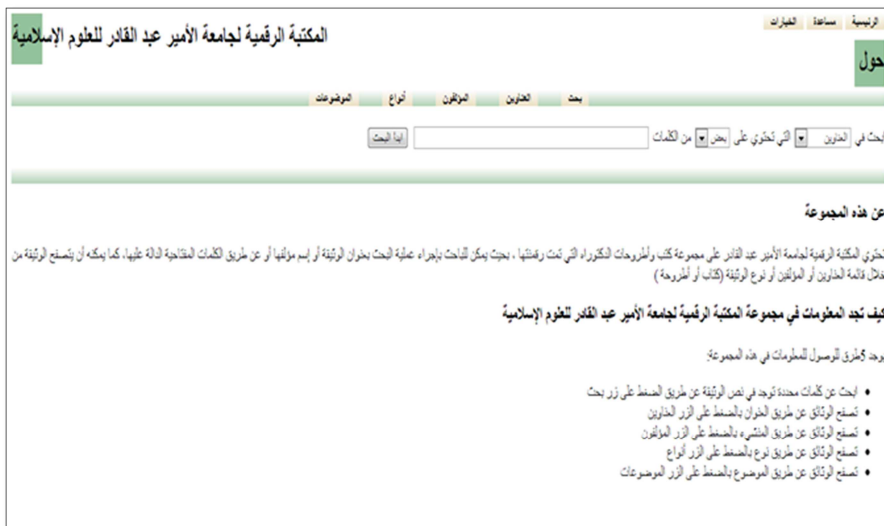 الرئيسية مساعدة الخيارات
المكتبة الرقمية لجامعة الأمير عبد القادر للعلوم الإسلامية
حول
بحث العناوين المؤلفون أنواع الموضوعات
ابحث في العناوين التي تحتوي على بعض من الكلمات ابدأ البحث
عن هذه المجموعة
تحتوي المكتبة الرقمية لجامعة الأمير عبد القادر على مجموعة كتب وأطروحات الدكتوراه التي تمت رقمنتها ، بحيث يمكن للباحث بإجراء عملية البحث بعنوان الوثيقة أو إسم مؤلفها أو عن طريق الكلمات المفتاحية الدالة عليها، كما يمكنه أن يتصفح الوثيقة من
خلال قائمة العناوين أو المؤلفين أو نوع الوثيقة (كتاب أو أطروحة )
كيف تجد المعلومات في مجموعة المكتبة الرقمية لجامعة الأمير عبد القادر للعلوم الإسلامية
يوجد 5طرق للوصول للمعلومات في هذه المجموعة:
• ابحث عن كلمات محددة توجد في نص الوثيقة عن طريق الضغط على زر بحث
• تصفح الوثائق عن طريق العنوان بالضغط على الزر العناوين
• تصفح الوثائق عن طريق المنشيء بالضغط على الزر المؤلفون
• تصفح الوثائق عن طريق نوع بالضغط على الزر أنواع
• تصفح الوثائق عن طريق الموضوع بالضغط على الزر الموضوعات